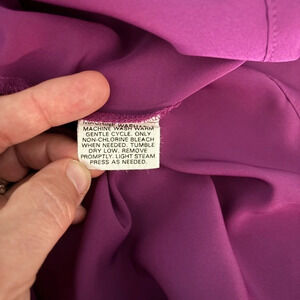 MACHINE WASH WARM
GENTLE CYCLE. ONLY
NON-CHLORINE BLEACH
WHEN NEEDED. TUMBLE
DRY LOW. REMOVE
PROMPTLY. LIGHT STEAM
PRESS AS NEEDED.